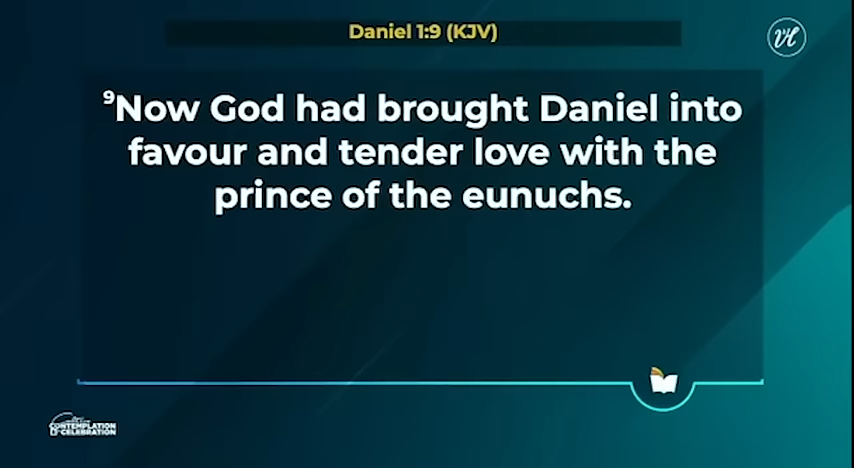 Daniel 1:9 (KJV)
vl
⁹Now God had brought Daniel into
favour and tender love with the
prince of the eunuchs.
CONTEMPLATION
CELEBRATION